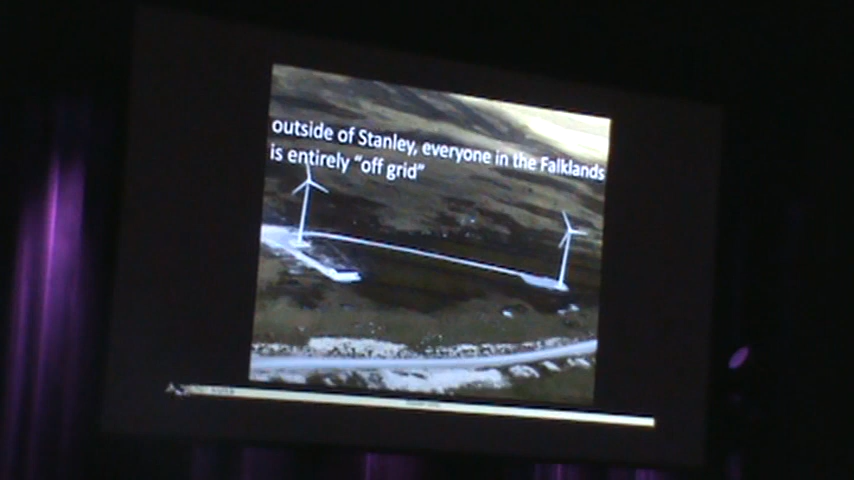 outside of Stanley, everyone in the Falklands
is entirely “off grid”